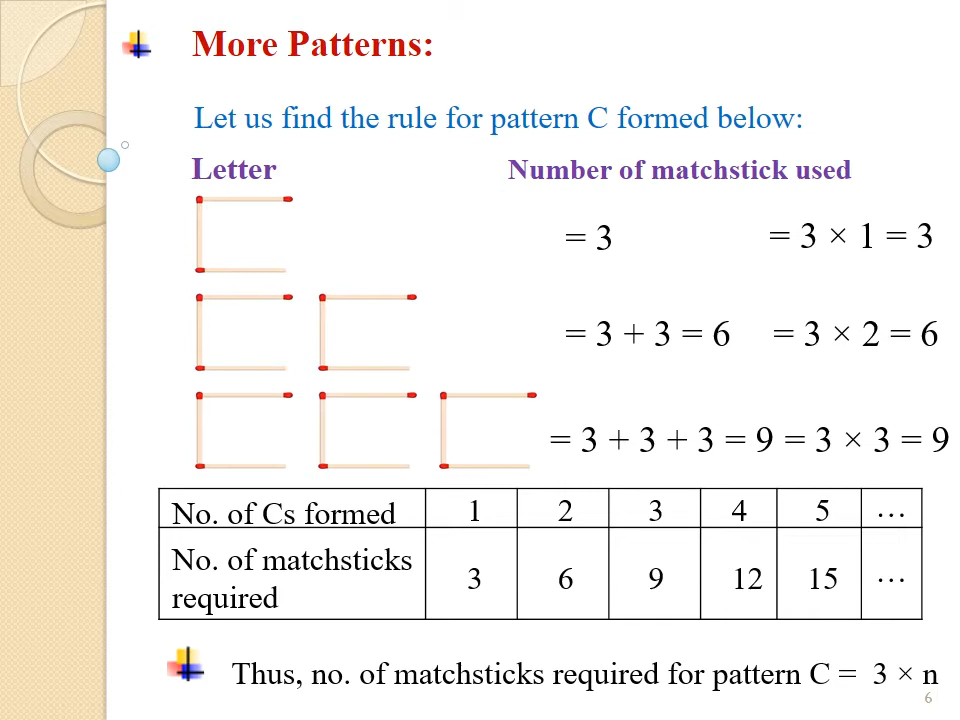 More Patterns:
Let us find the rule for pattern C formed below:
Letter Number of matchstick used
= 3 = 3 × 1 = 3
= 3 + 3 = 6 = 3 × 2 = 6
= 3 + 3 + 3 = 9 = 3 × 3 = 9
No. of Cs formed 1 2 3 4 5 …
No. of matchsticks
required 3 6 9 12 15 …
Thus, no. of matchsticks required for pattern C = 3 × n
6